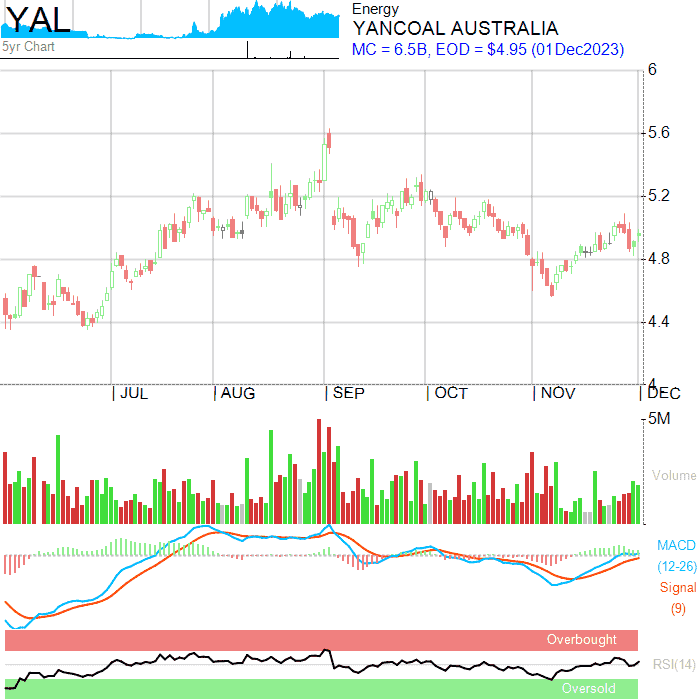 YAL
Energy
YANCOAL AUSTRALIA
5yr Chart
MC = 6.5B, EOD = $4.95 (01Dec2023)
6
5.6
5.2
4.8
4.4
4
| JUL | AUG | SEP | OCT | NOV | DEC
5M
Volume
MACD
(12-26)
Signal
(9)
Overbought
RSI(14)
Oversold